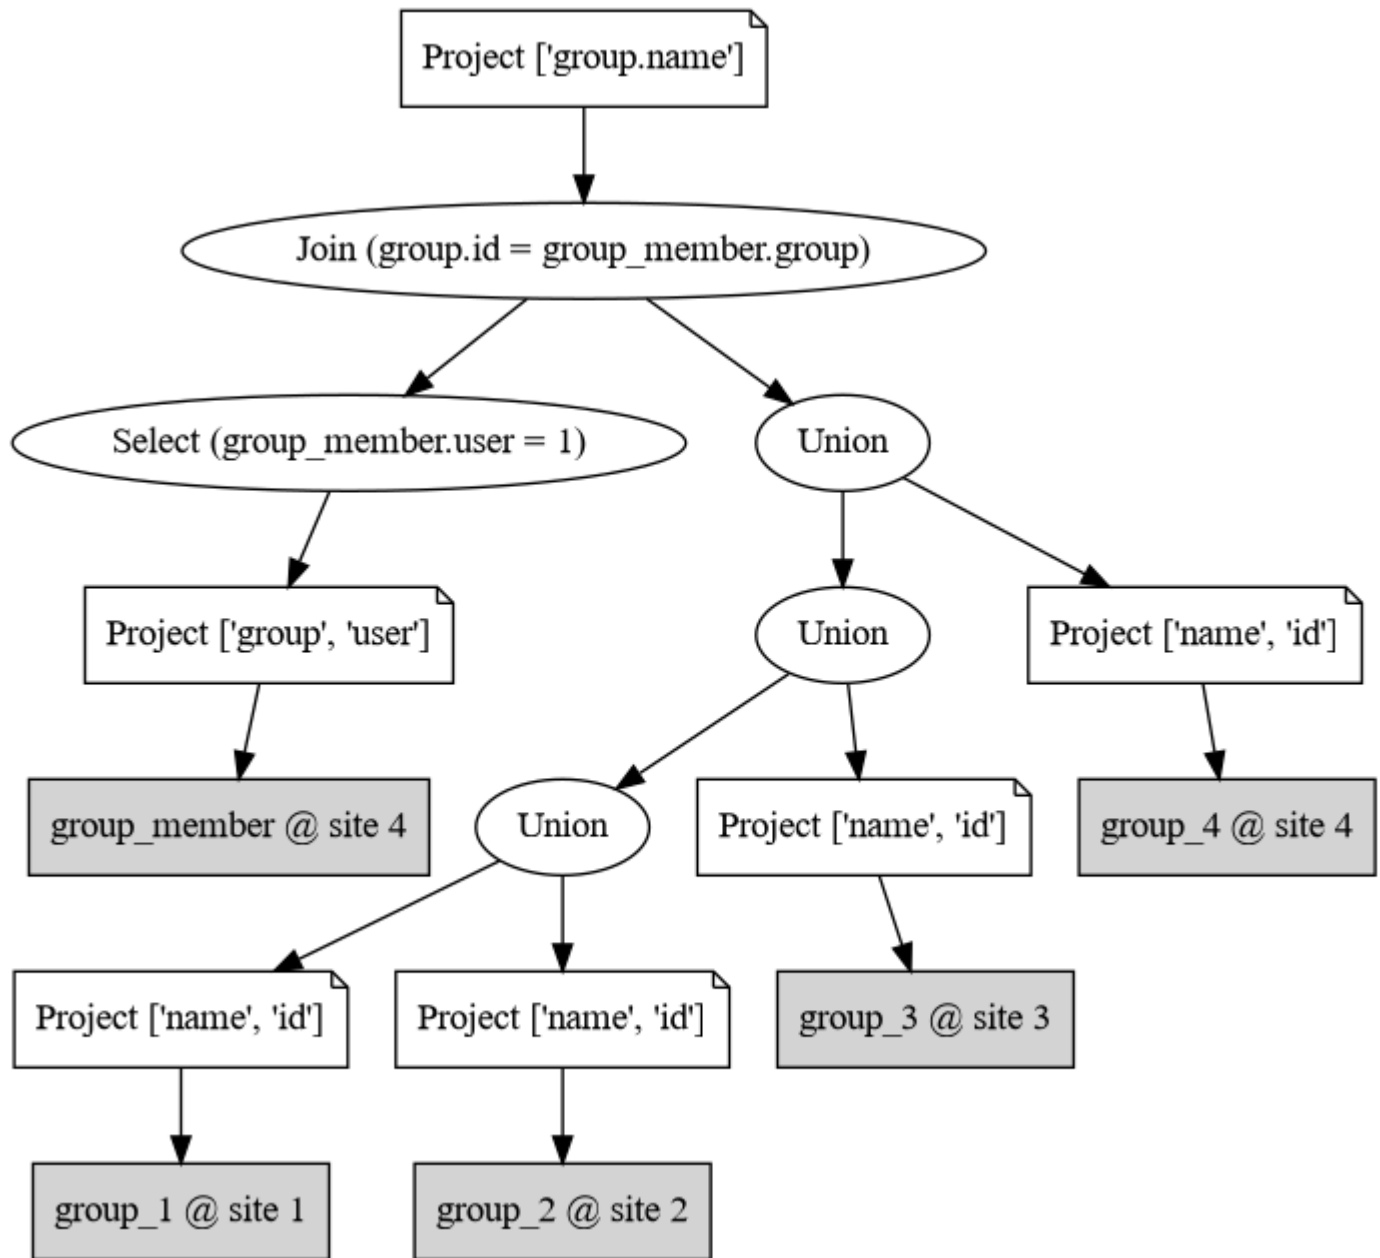 Project ['group.name']
Join (group.id = group_member.group)
Select (group_member.user = 1)
Union
Project ['group', 'user']
Union
Project ['name', 'id']
group_member @ site 4
Union
Project ['name', 'id']
group_4 @ site 4
Project ['name', 'id']
Project ['name', 'id']
group_3 @ site 3
group_1 @ site 1
group_2 @ site 2